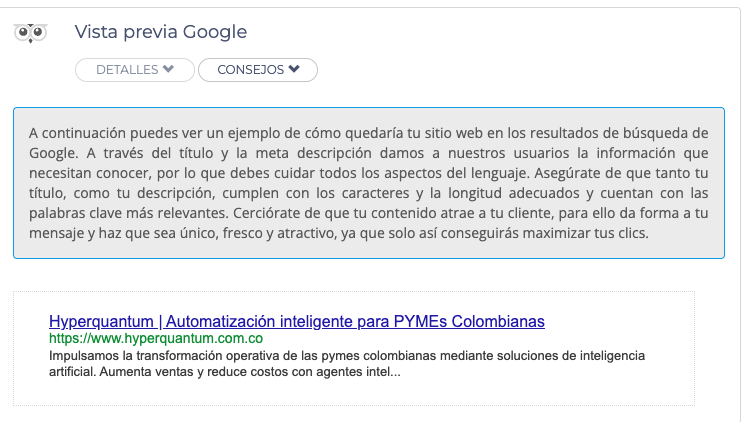 Vista previa Google
DETALLES
CONSEJOS
A continuación puedes ver un ejemplo de cómo quedaría tu sitio web en los resultados de búsqueda de
Google. A través del título y la meta descripción damos a nuestros usuarios la información que
necesitan conocer, por lo que debes cuidar todos los aspectos del lenguaje. Asegúrate de que tanto tu
título, como tu descripción, cumplen con los caracteres y la longitud adecuados y cuentan con las
palabras clave más relevantes. Cerciórate de que tu contenido atrae a tu cliente, para ello da forma a tu
mensaje y haz que sea único, fresco y atractivo, ya que solo así conseguirás maximizar tus clics.
Hyperquantum | Automatización inteligente para PYMEs Colombianas
https://www.hyperquantum.com.co
Impulsamos la transformación operativa de las pymes colombianas mediante soluciones de inteligencia
artificial. Aumenta ventas y reduce costos con agentes intel...